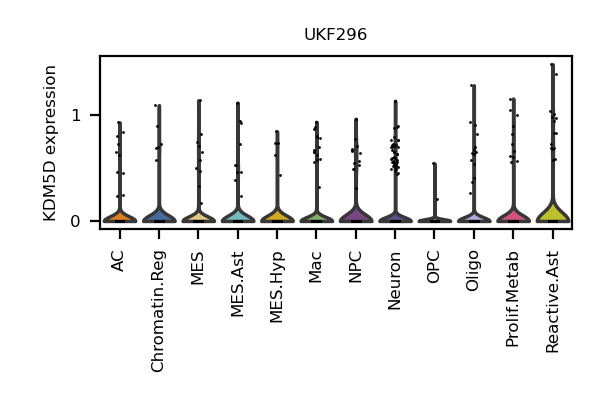 UKF296
KDM5D expression
1
0
AC
Chromatin.Reg
MES
MES.Ast
MES.Hyp
Mac
NPC
Neuron
OPC
Oligo
Prolif.Metab
Reactive.Ast